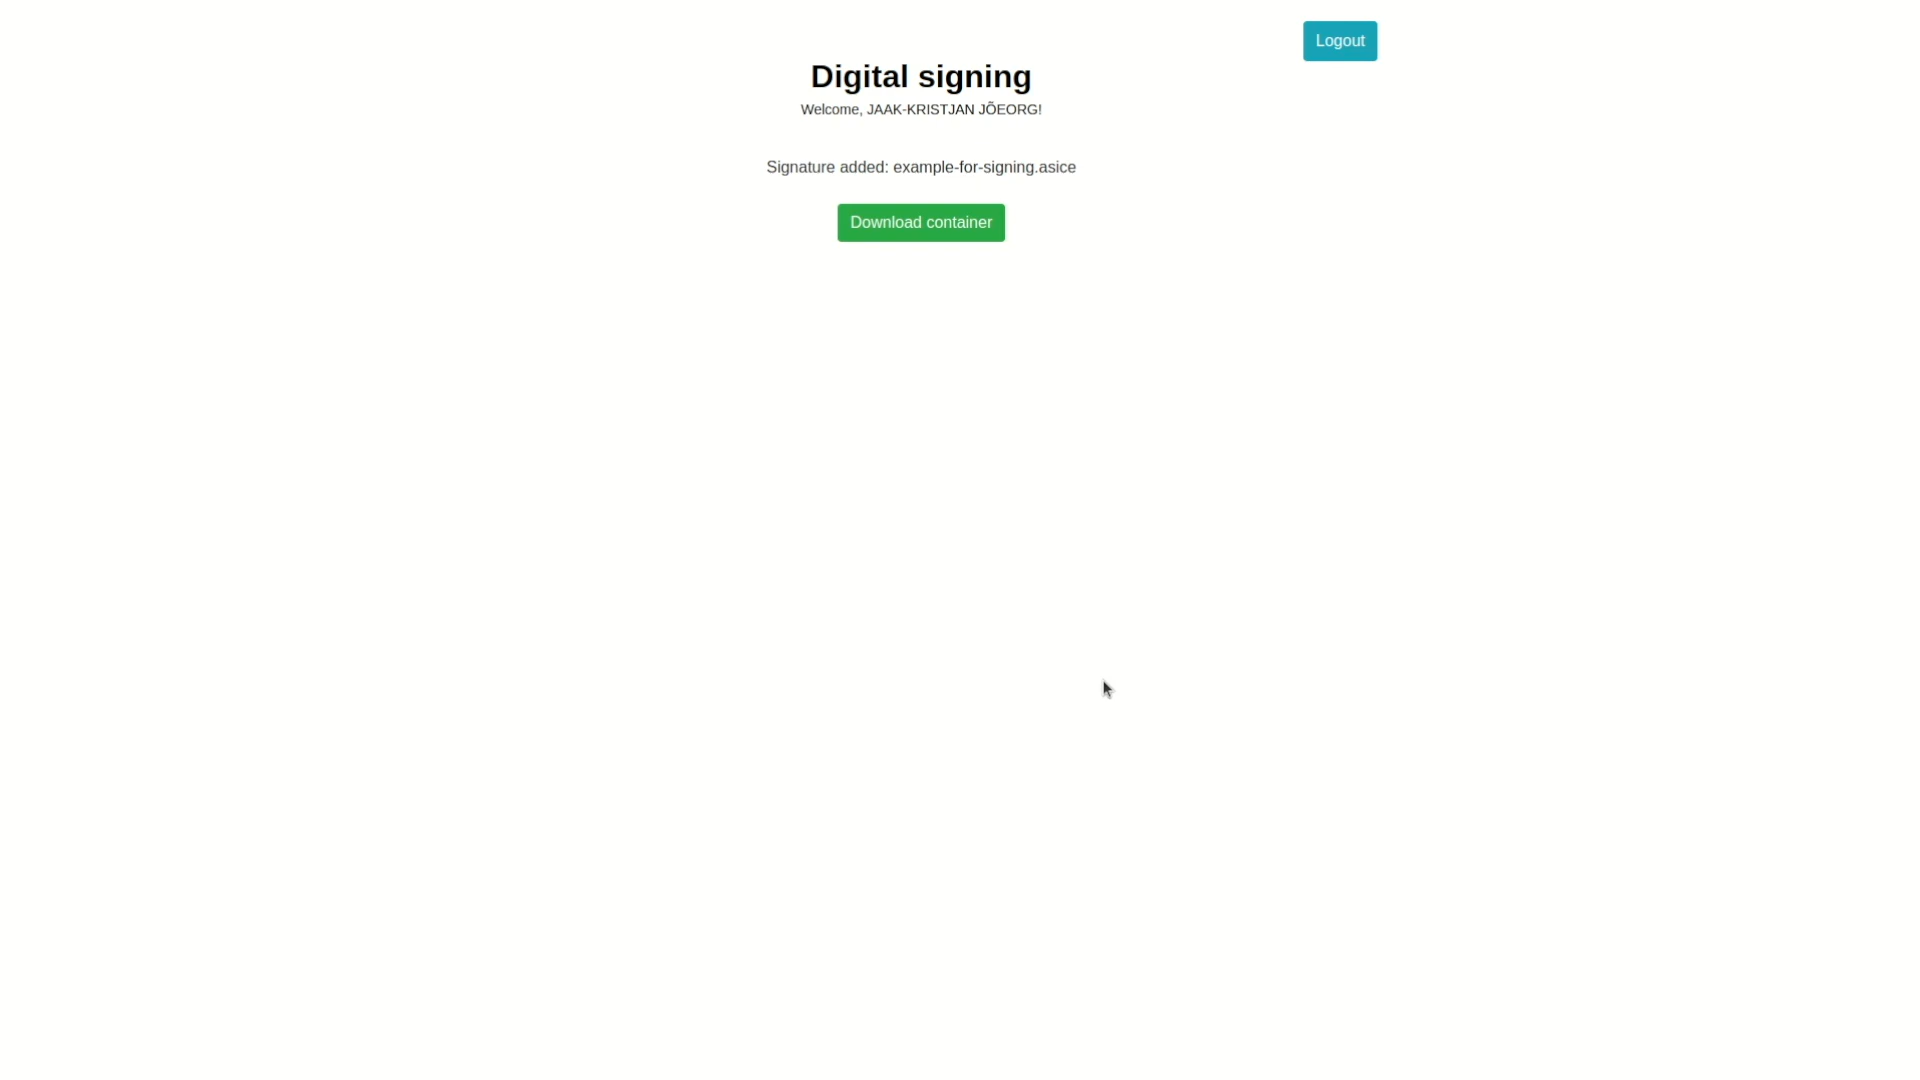 Logout
Digital signing
Welcome, JAAK-KRISTJAN JÕEORG!
Signature added: example-for-signing.asice
Download container